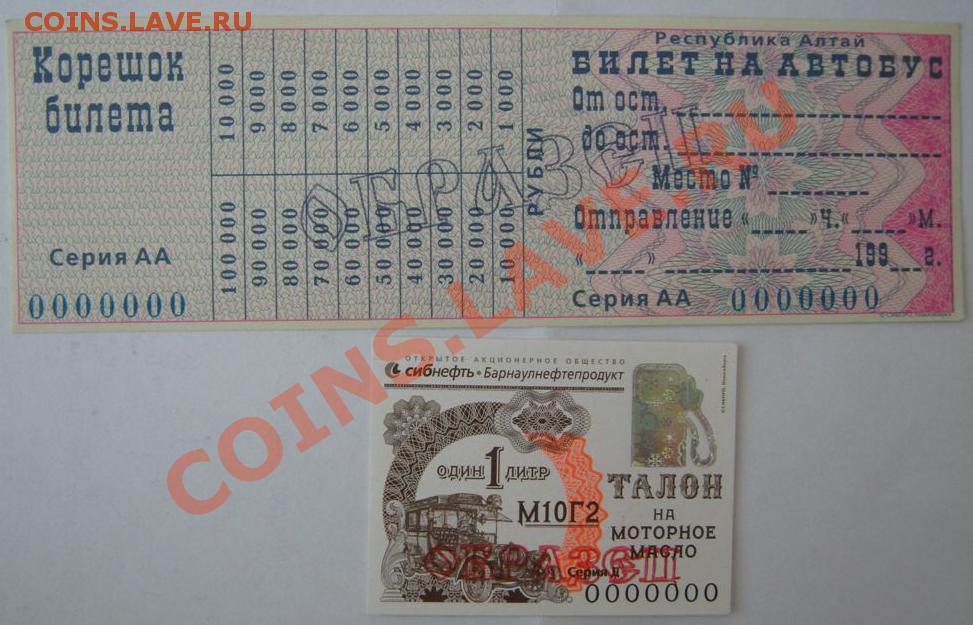 COINS.LAVE.RU
Корешок
билета
Серия АА
0000000
10 000
9 000
8 000
7 000
6 000
5 000
4 000
3 000
2 000
1 000
100 000
90 000
80 000
70 000
60 000
50 000
40 000
30 000
20 000
10 000
РУБЛИ
ОБРАЗЕЦ
Республика Алтай
БИЛЕТ НА АВТОБУС
От ост.
до ост.
Место №
Отправление « » ч. « » м.
« » 199 г.
Серия АА 0000000
COINS.LAVE.RU
ОТКРЫТОЕ АКЦИОНЕРНОЕ ОБЩЕСТВО
сибнефть • Барнаулнефтепродукт
ОДИН 1 ЛИТР
М10Г2
ТАЛОН
НА
МОТОРНОЕ
МАСЛО
ОБРАЗЕЦ
Серия Д
0000000